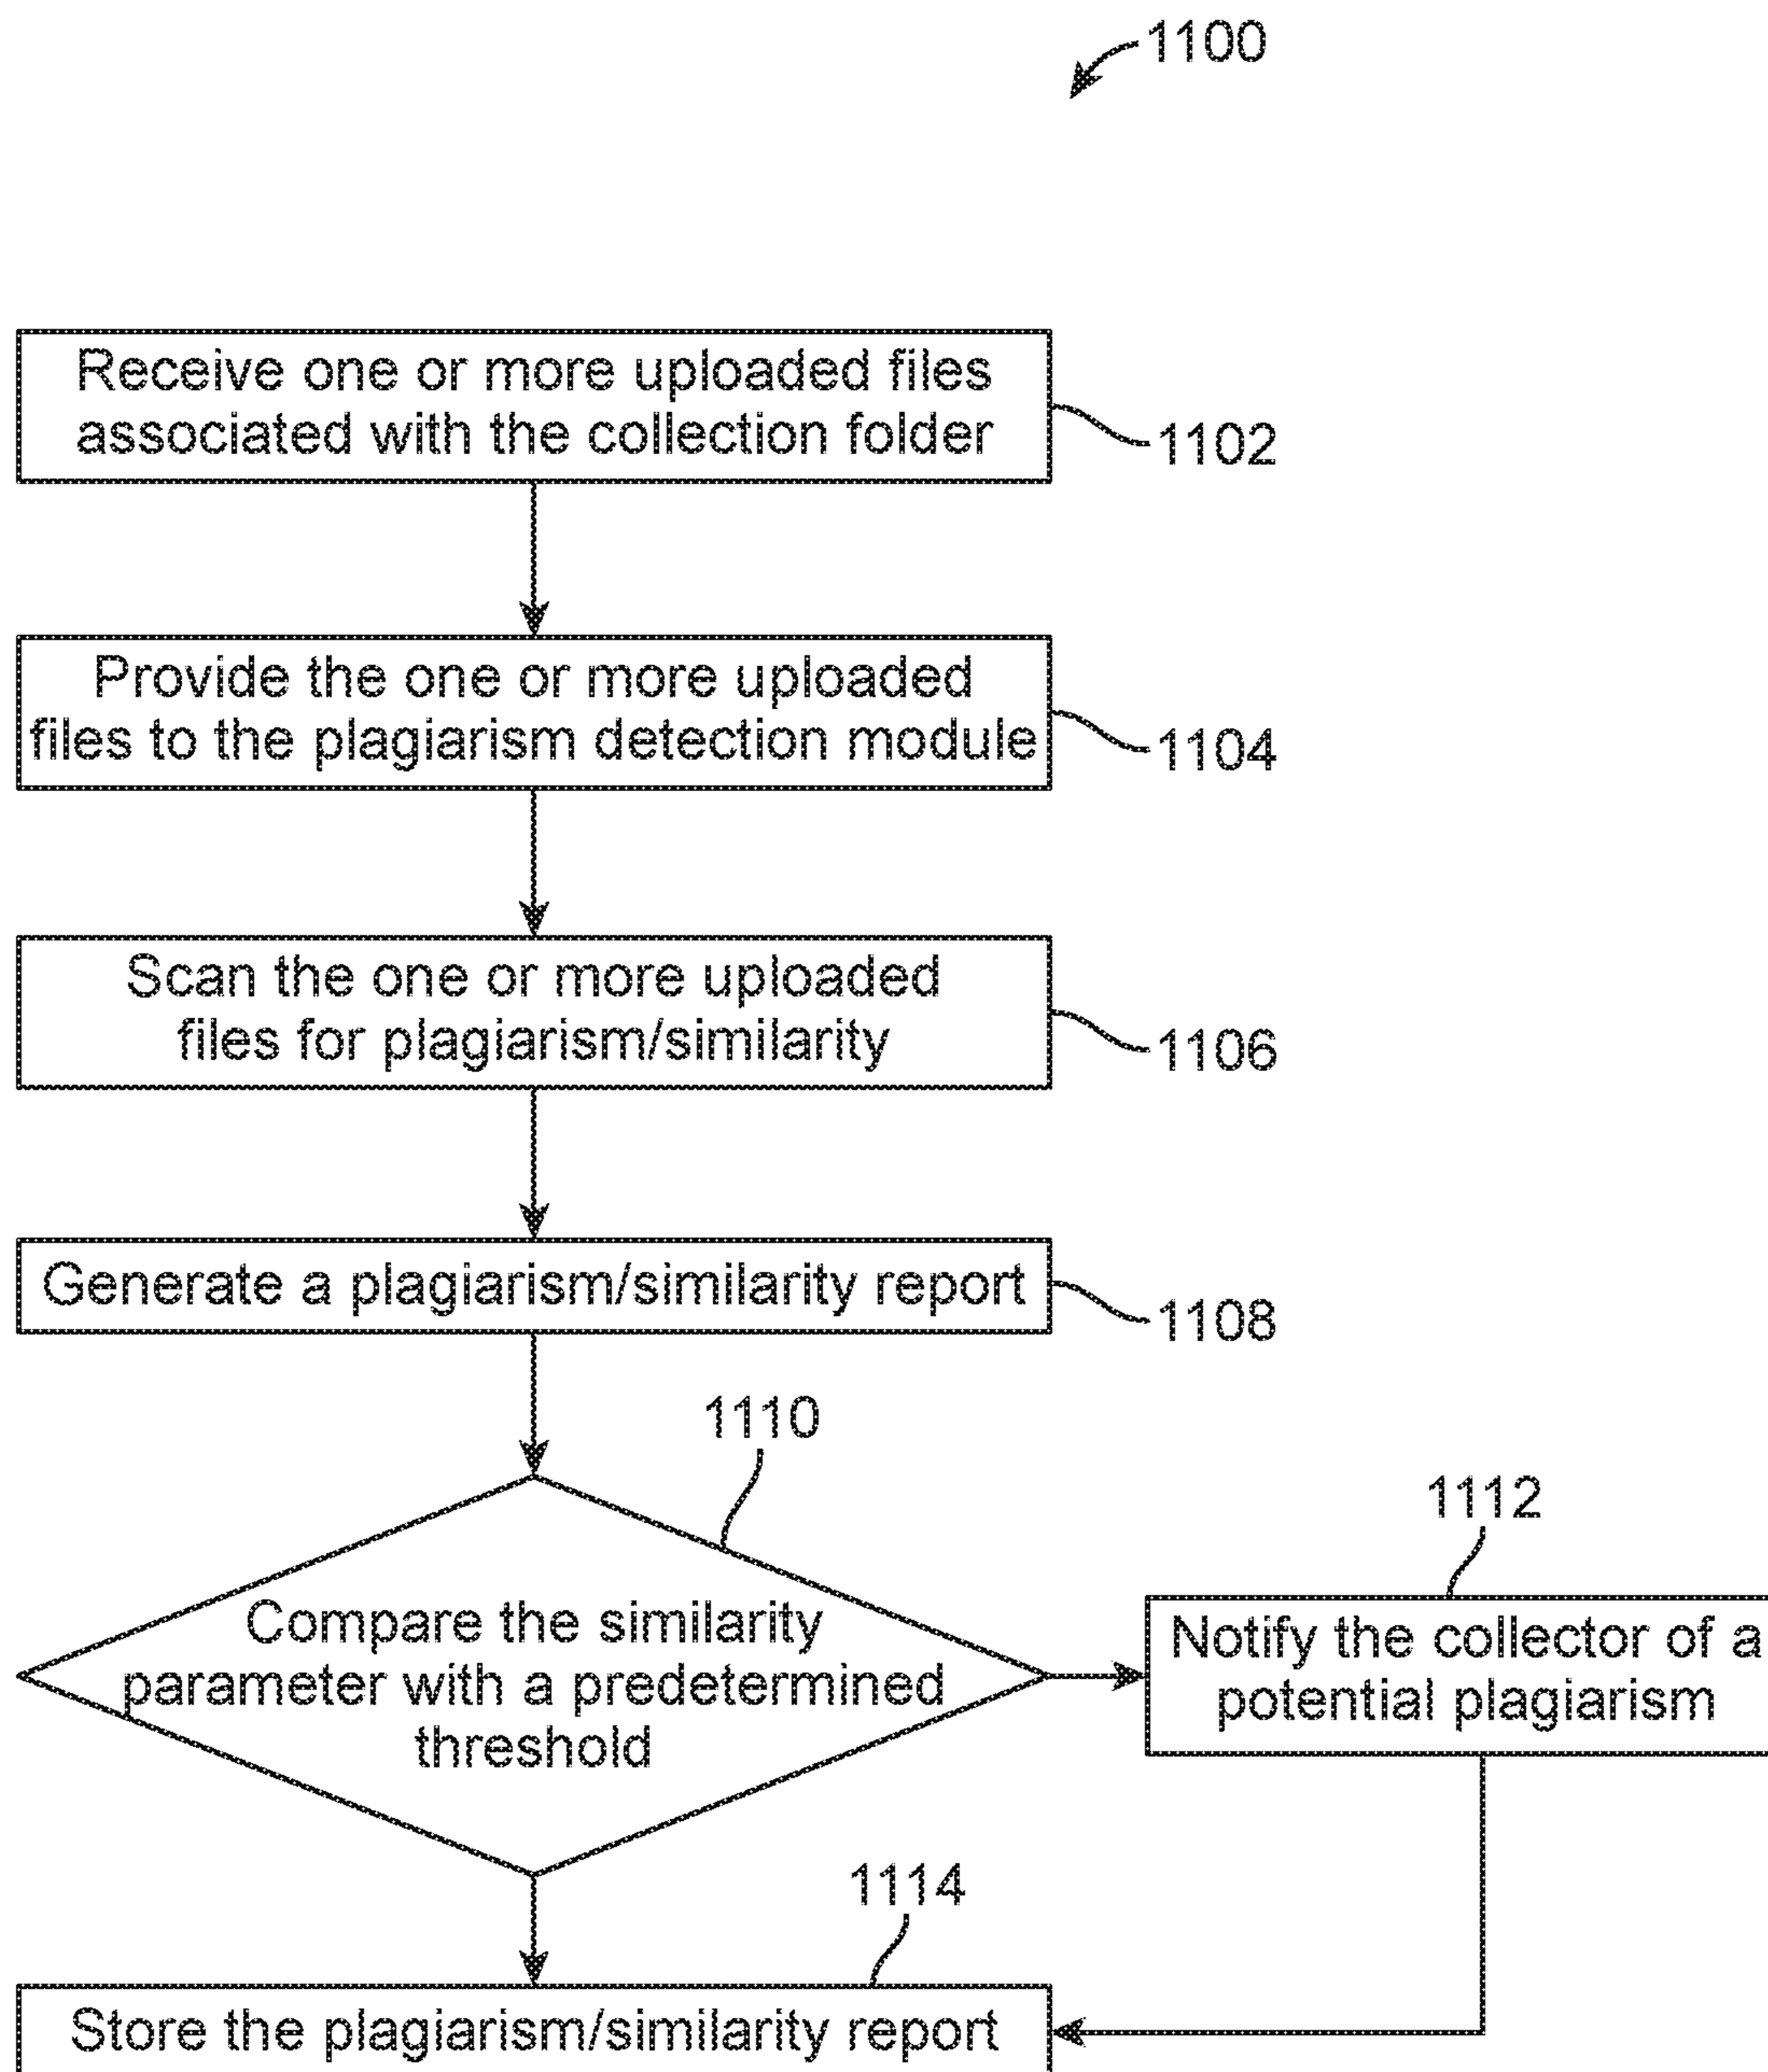 1100
Receive one or more uploaded files
associated with the collection folder
1102
Provide the one or more uploaded
files to the plagiarism detection module
1104
Scan the one or more uploaded
files for plagiarism/similarity
1106
Generate a plagiarism/similarity report
1108
1110
Compare the similarity
parameter with a predetermined
threshold
1112
Notify the collector of a
potential plagiarism
1114
Store the plagiarism/similarity report